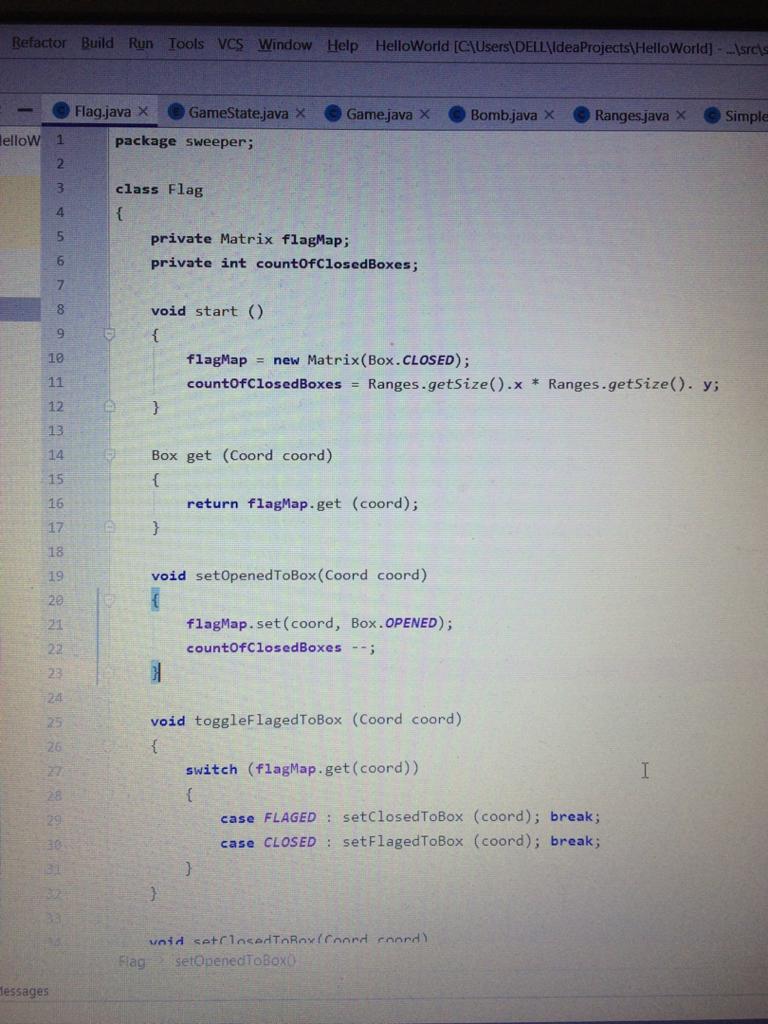 Refactor Build Run Tools VCS Window Help HelloWorld [C:\Users\DELL\IdeaProjects\HelloWorld] - ...\src\s
Flag.java GameState.java Game.java Bomb.java Ranges.java Simple
HelloW
1 package sweeper;
2
3 class Flag
4 {
5 private Matrix flagMap;
6 private int countOfClosedBoxes;
7
8 void start ()
9 {
10 flagMap = new Matrix(Box.CLOSED);
11 countOfClosedBoxes = Ranges.getSize().x * Ranges.getSize(). y;
12 }
13
14 Box get (Coord coord)
15 {
16 return flagMap.get (coord);
17 }
18
19 void setOpenedToBox(Coord coord)
20 {
21 flagMap.set(coord, Box.OPENED);
22 countOfClosedBoxes --;
23 }
24
25 void toggleFlagedToBox (Coord coord)
26 {
27 switch (flagMap.get(coord))
28 {
29 case FLAGED : setClosedToBox (coord); break;
30 case CLOSED : setFlagedToBox (coord); break;
31 }
32 }
33
34 void setClosedToBox(Coord coord)
Flag setOpenedToBox()
Messages